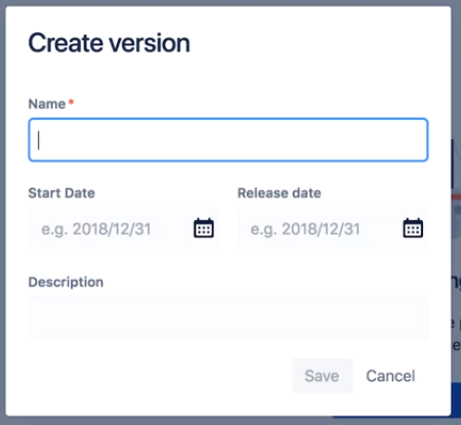 Create version
Name *
Start Date
Release date
e.g. 2018/12/31
e.g. 2018/12/31
Description
Save
Cancel